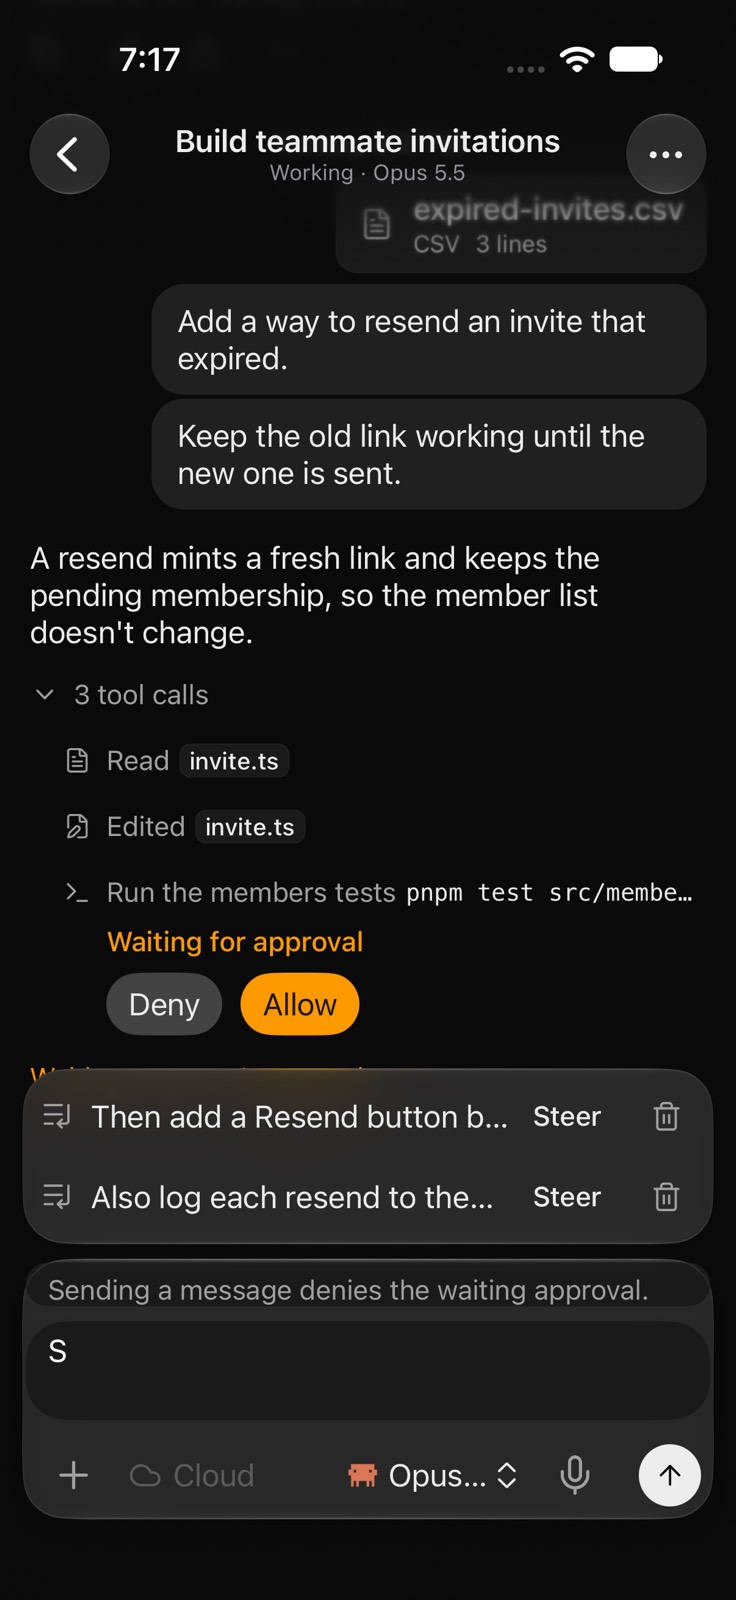 7:17
Build teammate invitations
Working · Opus 5.5
expired-invites.csv
CSV 3 lines
Add a way to resend an invite that
expired.
Keep the old link working until the
new one is sent.
A resend mints a fresh link and keeps the
pending membership, so the member list
doesn't change.
3 tool calls
Read invite.ts
Edited invite.ts
Run the members tests pnpm test src/membe…
Waiting for approval
Deny Allow
Then add a Resend button b... Steer
Also log each resend to the... Steer
Sending a message denies the waiting approval.
S
Cloud Opus...